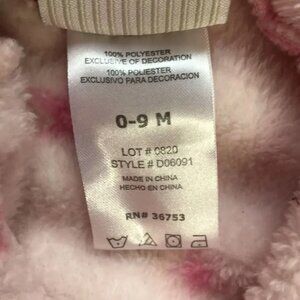 100% POLYESTER
EXCLUSIVE OF DECORATION
100% POLIESTER
EXCLUSIVO PARA DECORACION
0-9 M
LOT # 0820
STYLE # D06091
MADE IN CHINA
HECHO EN CHINA
RN# 36753